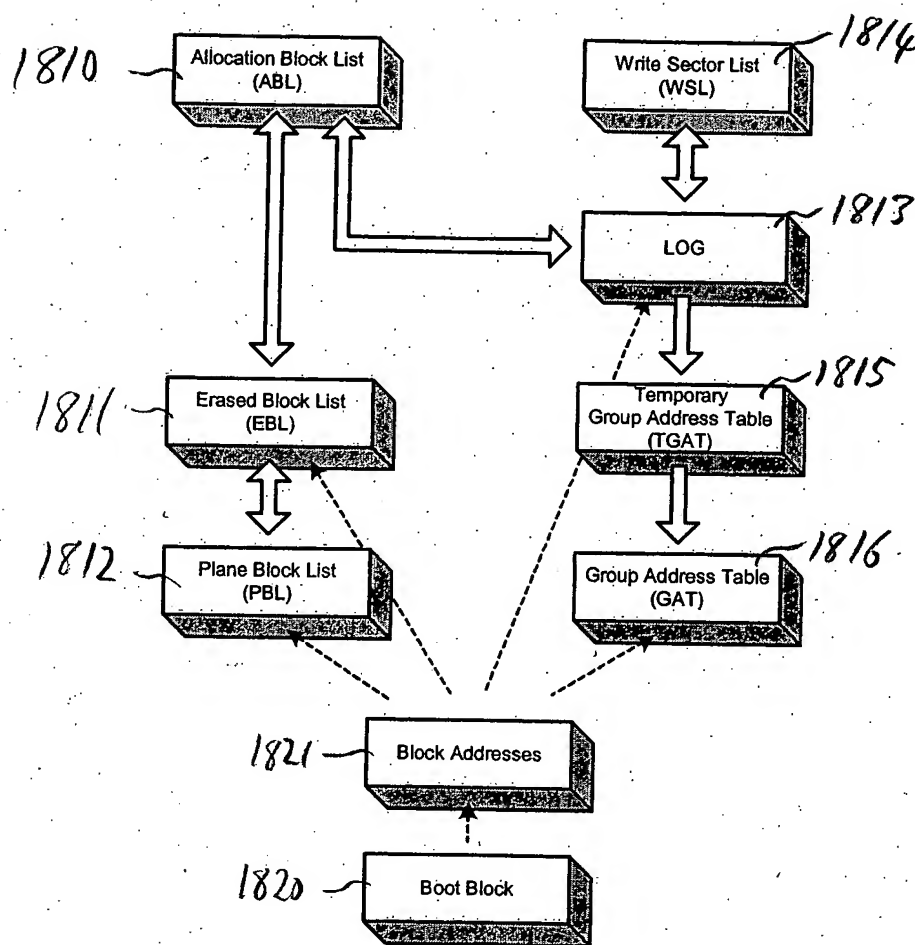 1810
Allocation Block List
(ABL)
Write Sector List
(WSL)
1814
LOG
1813
1811
Erased Block List
(EBL)
Temporary
Group Address Table
(TGAT)
1815
1812
Plane Block List
(PBL)
Group Address Table
(GAT)
1816
1821
Block Addresses
1820
Boot Block